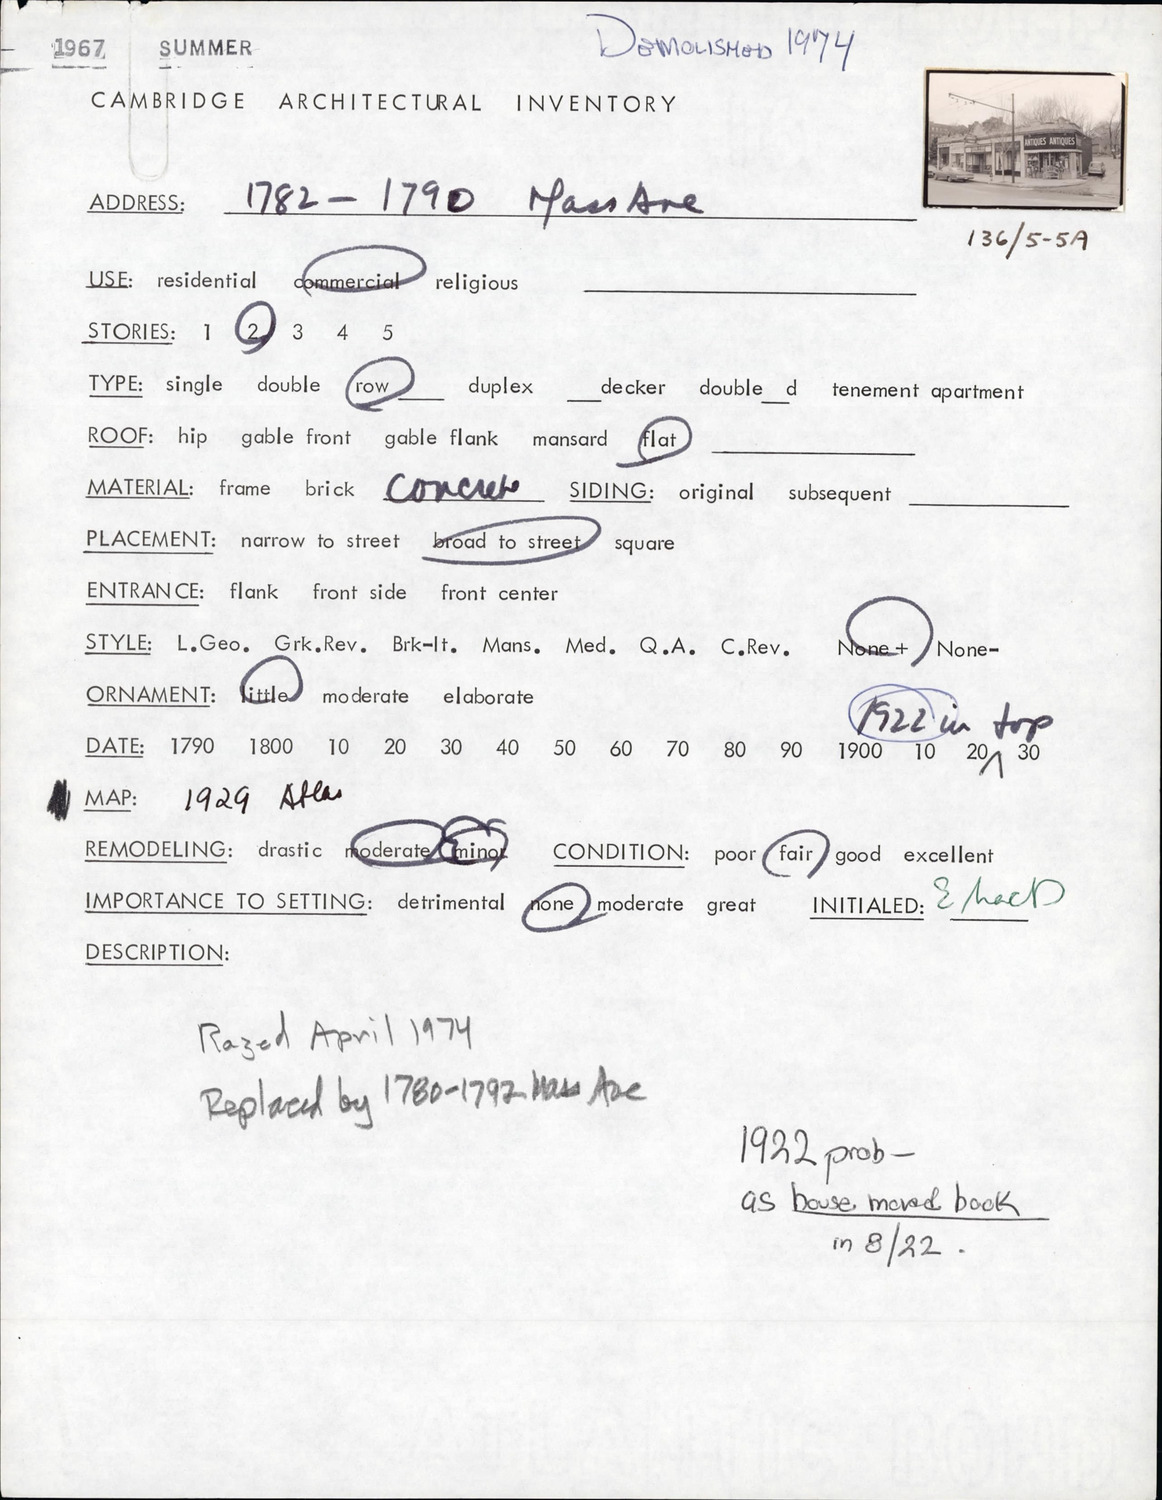 1967 SUMMER
DEMOLISHED 1974
CAMBRIDGE ARCHITECTURAL INVENTORY
ANTIQUES ANTIQUES
ADDRESS: 1782 – 1790 Mass Ave
136/5-5A
USE: residential commercial religious
STORIES: 1 2 3 4 5
TYPE: single double row___ duplex ___decker double__d tenement apartment
ROOF: hip gable front gable flank mansard flat
MATERIAL: frame brick concrete SIDING: original subsequent
PLACEMENT: narrow to street broad to street square
ENTRANCE: flank front side front center
STYLE: L.Geo. Grk.Rev. Brk-It. Mans. Med. Q.A. C.Rev. None+ None-
ORNAMENT: little moderate elaborate
1922 in top
DATE: 1790 1800 10 20 30 40 50 60 70 80 90 1900 10 20 30
MAP: 1929 Atlas
REMODELING: drastic moderate minor CONDITION: poor fair good excellent
IMPORTANCE TO SETTING: detrimental none moderate great INITIALED:
DESCRIPTION:
Razed April 1974
Replaced by 1780-1792 Mass Ave
1922 prob –
as house moved back
in 8/22.